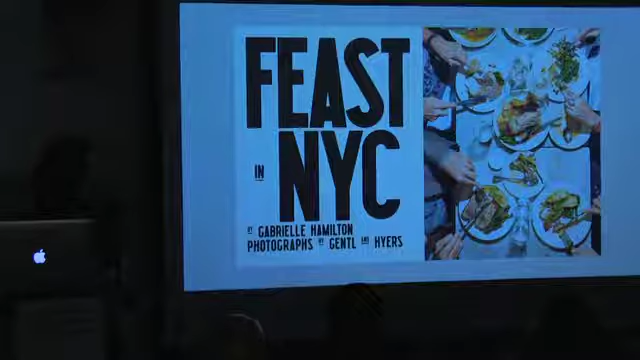 FEAST
IN NYC
BY GABRIELLE HAMILTON
PHOTOGRAPHS BY GENTL AND HYERS